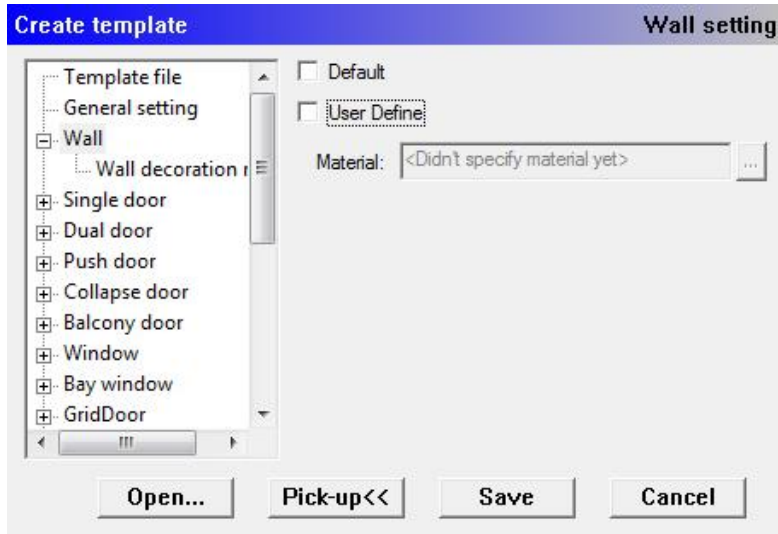 Create template
Wall setting
Template file
General setting
Wall
Wall decoration
Single door
Dual door
Push door
Collapse door
Balcony door
Window
Bay window
GridDoor
Default
User Define
Material: <Didn't specify material yet> ...
Open... Pick-up<< Save Cancel